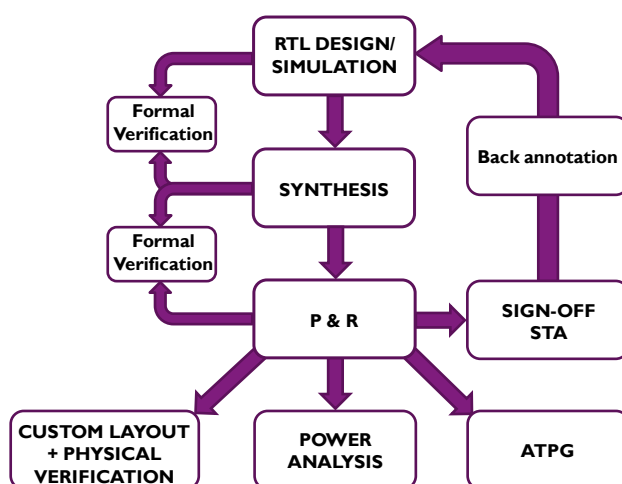 RTL DESIGN/
SIMULATION
Formal
Verification
Back annotation
SYNTHESIS
Formal
Verification
P & R
SIGN-OFF
STA
CUSTOM LAYOUT
+ PHYSICAL
VERIFICATION
POWER
ANALYSIS
ATPG